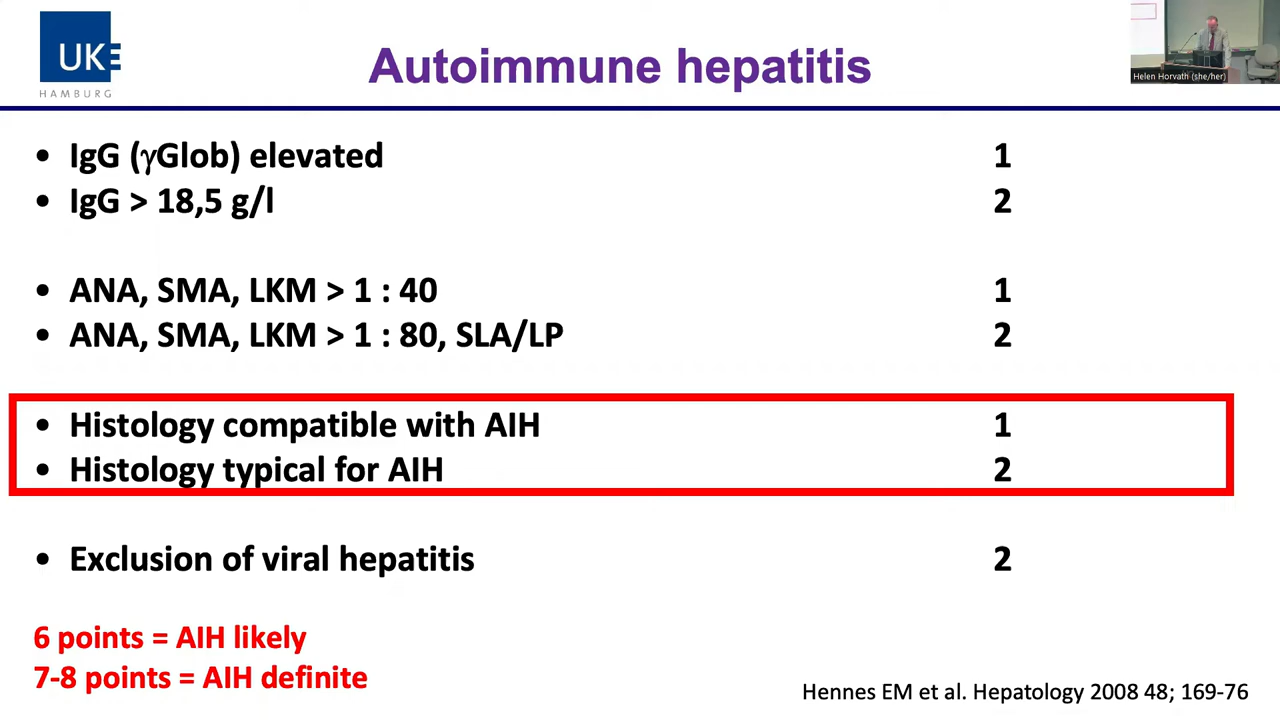 UKE
HAMBURG
Autoimmune hepatitis
Helen Horvath (she/her)
• IgG (γGlob) elevated 1
• IgG > 18,5 g/l 2
• ANA, SMA, LKM > 1 : 40 1
• ANA, SMA, LKM > 1 : 80, SLA/LP 2
• Histology compatible with AIH 1
• Histology typical for AIH 2
• Exclusion of viral hepatitis 2
6 points = AIH likely
7-8 points = AIH definite
Hennes EM et al. Hepatology 2008 48; 169-76